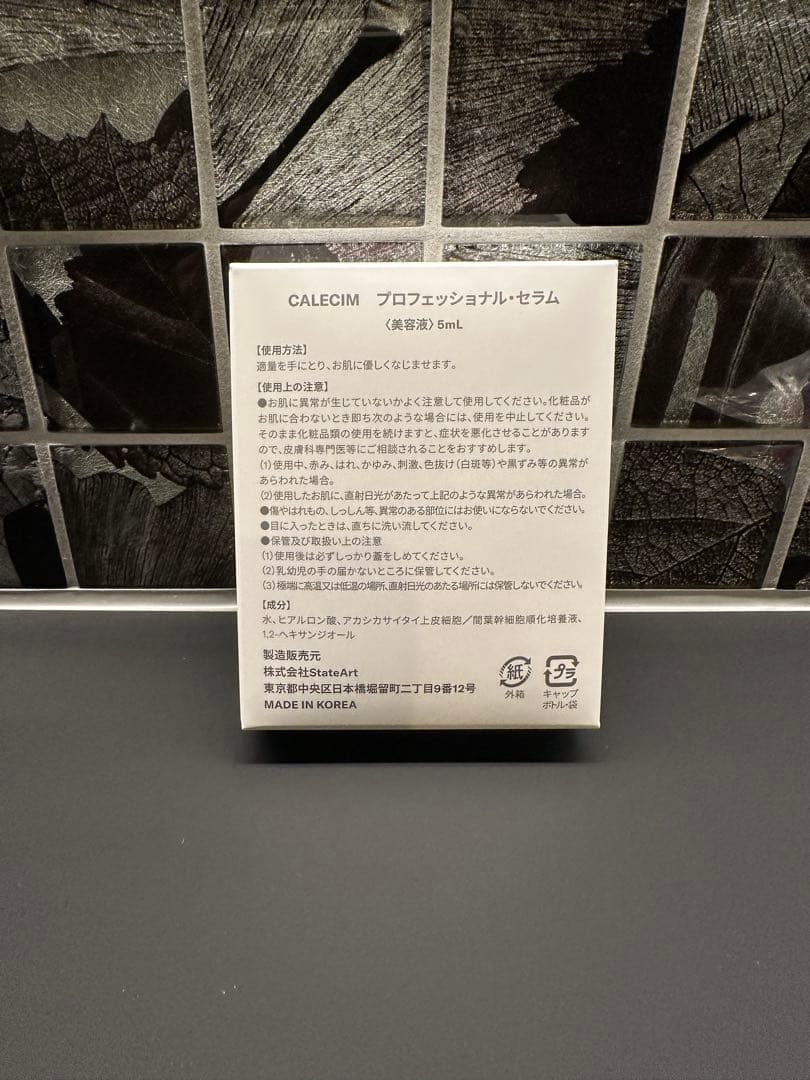 CALECIM　プロフェッショナル・セラム
〈美容液〉5mL
【使用方法】
適量を手にとり、お肌に優しくなじませます。
【使用上の注意】
●お肌に異常が生じていないかよく注意して使用してください。化粧品が
お肌に合わないとき即ち次のような場合には、使用を中止してください。
そのまま化粧品類の使用を続けますと、症状を悪化させることがあります
ので、皮膚科専門医等にご相談されることをおすすめします。
（1）使用中、赤み、はれ、かゆみ、刺激、色抜け（白斑等）や黒ずみ等の異常が
あらわれた場合。
（2）使用したお肌に、直射日光があたって上記のような異常があらわれた場合。
●傷やはれもの、しっしん等、異常のある部位にはお使いにならないでください。
●目に入ったときは、直ちに洗い流してください。
●保管及び取扱い上の注意
（1）使用後は必ずしっかり蓋をしめてください。
（2）乳幼児の手の届かないところに保管してください。
（3）極端に高温又は低温の場所、直射日光のあたる場所には保管しないでください。
【成分】
水、ヒアルロン酸、アカシカサイタイ上皮細胞／間葉幹細胞順化培養液、
1,2-ヘキサンジオール
製造販売元
株式会社StateArt
東京都中央区日本橋堀留町二丁目9番12号
MADE IN KOREA
紙
外箱
プラ
キャップ
ボトル・袋